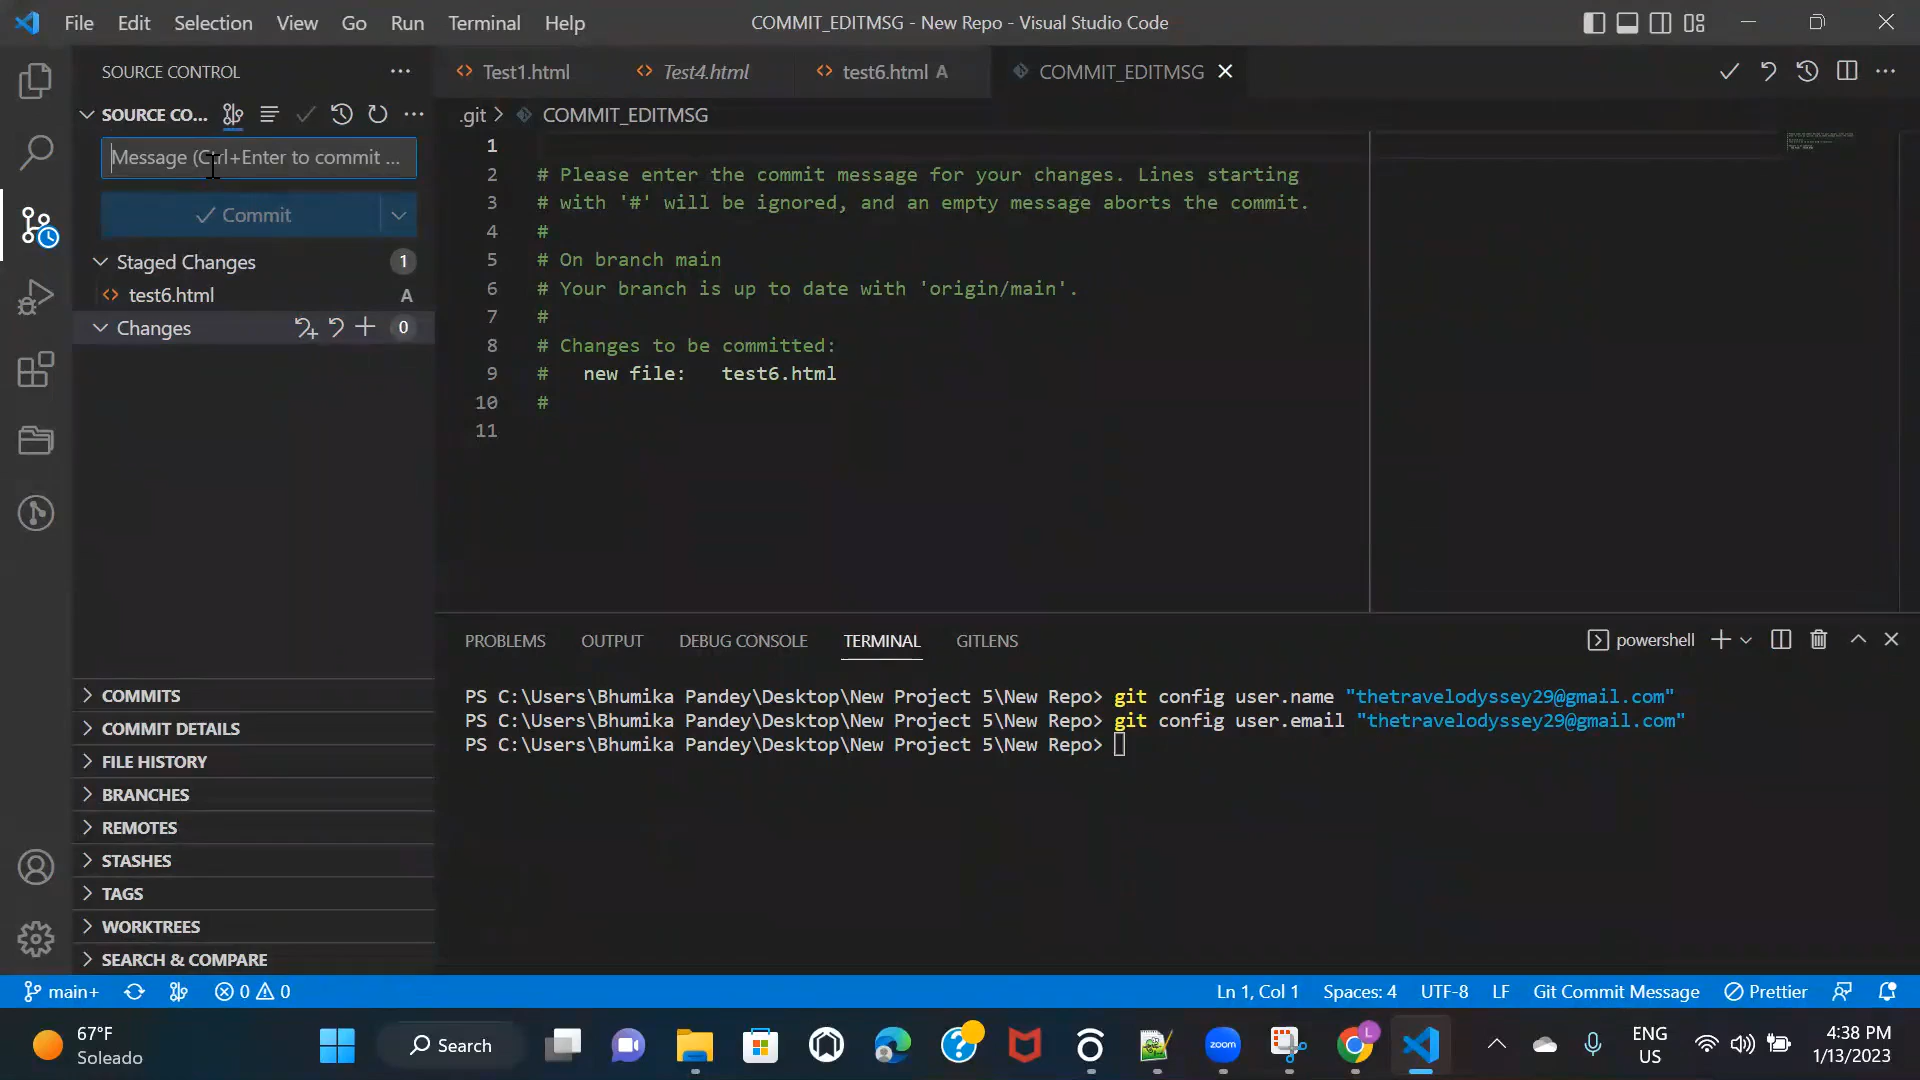 File Edit Selection View Go Run Terminal Help
COMMIT_EDITMSG - New Repo - Visual Studio Code
SOURCE CONTROL
SOURCE CO...
Message (Ctrl+Enter to commit ...
Commit
Staged Changes 1
test6.html A
Changes 0
COMMITS
COMMIT DETAILS
FILE HISTORY
BRANCHES
REMOTES
STASHES
TAGS
WORKTREES
SEARCH & COMPARE
Test1.html Test4.html test6.html A COMMIT_EDITMSG
.git > COMMIT_EDITMSG
1
2 # Please enter the commit message for your changes. Lines starting
3 # with '#' will be ignored, and an empty message aborts the commit.
4 #
5 # On branch main
6 # Your branch is up to date with 'origin/main'.
7 #
8 # Changes to be committed:
9 # new file: test6.html
10 #
11
PROBLEMS OUTPUT DEBUG CONSOLE TERMINAL GITLENS
powershell
PS C:\Users\Bhumika Pandey\Desktop\New Project 5\New Repo> git config user.name "thetravelodyssey29@gmail.com"
PS C:\Users\Bhumika Pandey\Desktop\New Project 5\New Repo> git config user.email "thetravelodyssey29@gmail.com"
PS C:\Users\Bhumika Pandey\Desktop\New Project 5\New Repo>
main+ 0 0
Ln 1, Col 1 Spaces: 4 UTF-8 LF Git Commit Message Prettier
67°F
Soleado
Search
zoom
L
ENG
US
4:38 PM
1/13/2023